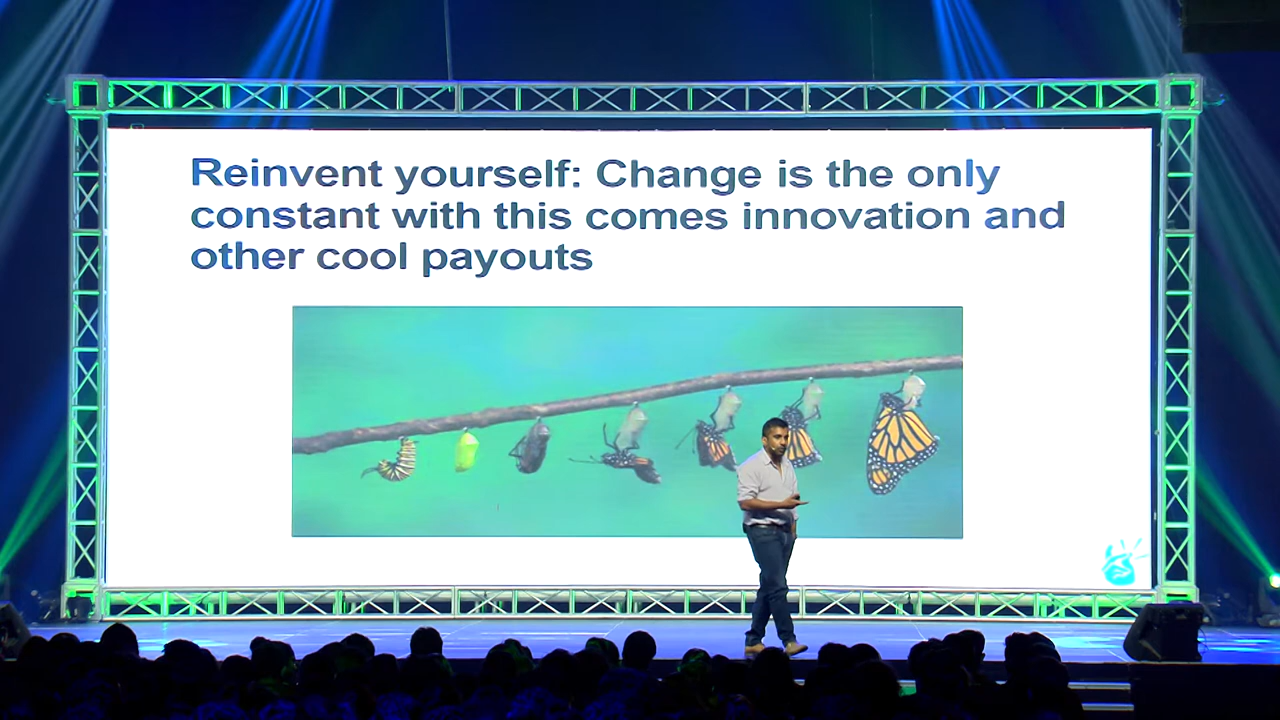 Reinvent yourself: Change is the only
constant with this comes innovation and
other cool payouts